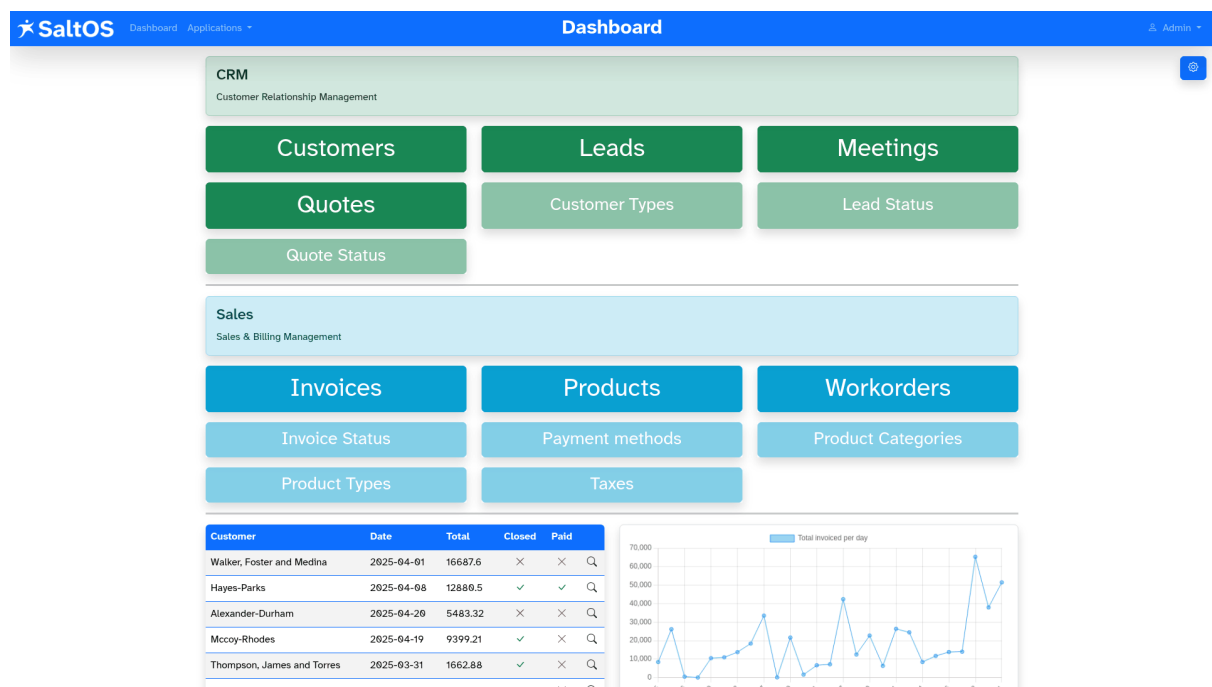 SaltOS Dashboard Applications Dashboard Admin
CRM
Customer Relationship Management
Customers Leads Meetings
Quotes Customer Types Lead Status
Quote Status
Sales
Sales & Billing Management
Invoices Products Workorders
Invoice Status Payment methods Product Categories
Product Types Taxes
Customer Date Total Closed Paid
Walker, Foster and Medina 2025-04-01 16687.6
Hayes-Parks 2025-04-08 12880.5
Alexander-Durham 2025-04-20 5483.32
Mccoy-Rhodes 2025-04-19 9399.21
Thompson, James and Torres 2025-03-31 1662.88
Total invoiced per day
70,000
60,000
50,000
40,000
30,000
20,000
10,000
0